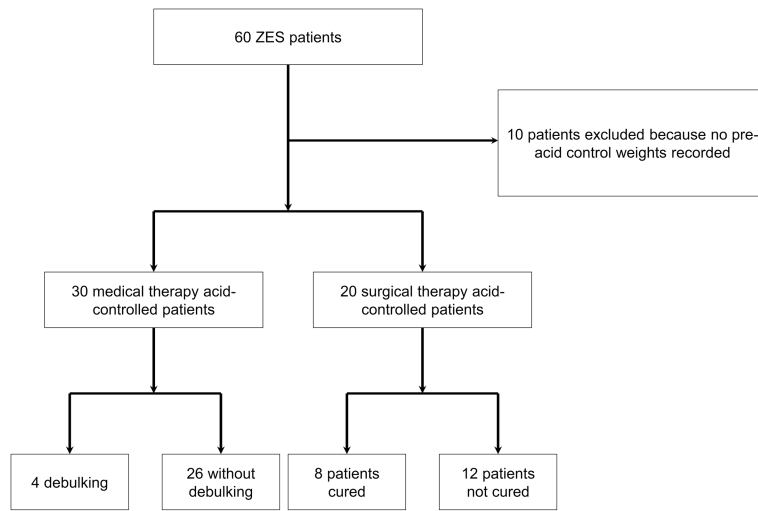 60 ZES patients
10 patients excluded because no pre-
acid control weights recorded
30 medical therapy acid-
controlled patients
20 surgical therapy acid-
controlled patients
4 debulking
26 without
debulking
8 patients
cured
12 patients
not cured